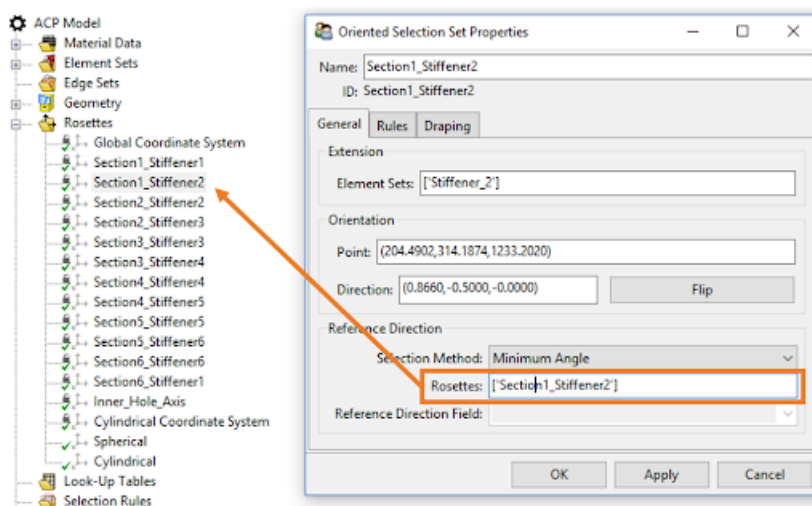 ACP Model
Material Data
Element Sets
Edge Sets
Geometry
Rosettes
Global Coordinate System
Section1_Stiffener1
Section1_Stiffener2
Section2_Stiffener2
Section2_Stiffener3
Section3_Stiffener3
Section3_Stiffener4
Section4_Stiffener4
Section4_Stiffener5
Section5_Stiffener5
Section5_Stiffener6
Section6_Stiffener6
Section6_Stiffener1
Inner_Hole_Axis
Cylindrical Coordinate System
Spherical
Cylindrical
Look-Up Tables
Selection Rules
Oriented Selection Set Properties
Name: Section1_Stiffener2
ID: Section1_Stiffener2
General Rules Draping
Extension
Element Sets: ['Stiffener_2']
Orientation
Point: (204.4902,314.1874,1233.2020)
Direction: (0.8660,-0.5000,-0.0000) Flip
Reference Direction
Selection Method: Minimum Angle
Rosettes: ['Section1_Stiffener2']
Reference Direction Field:
OK Apply Cancel